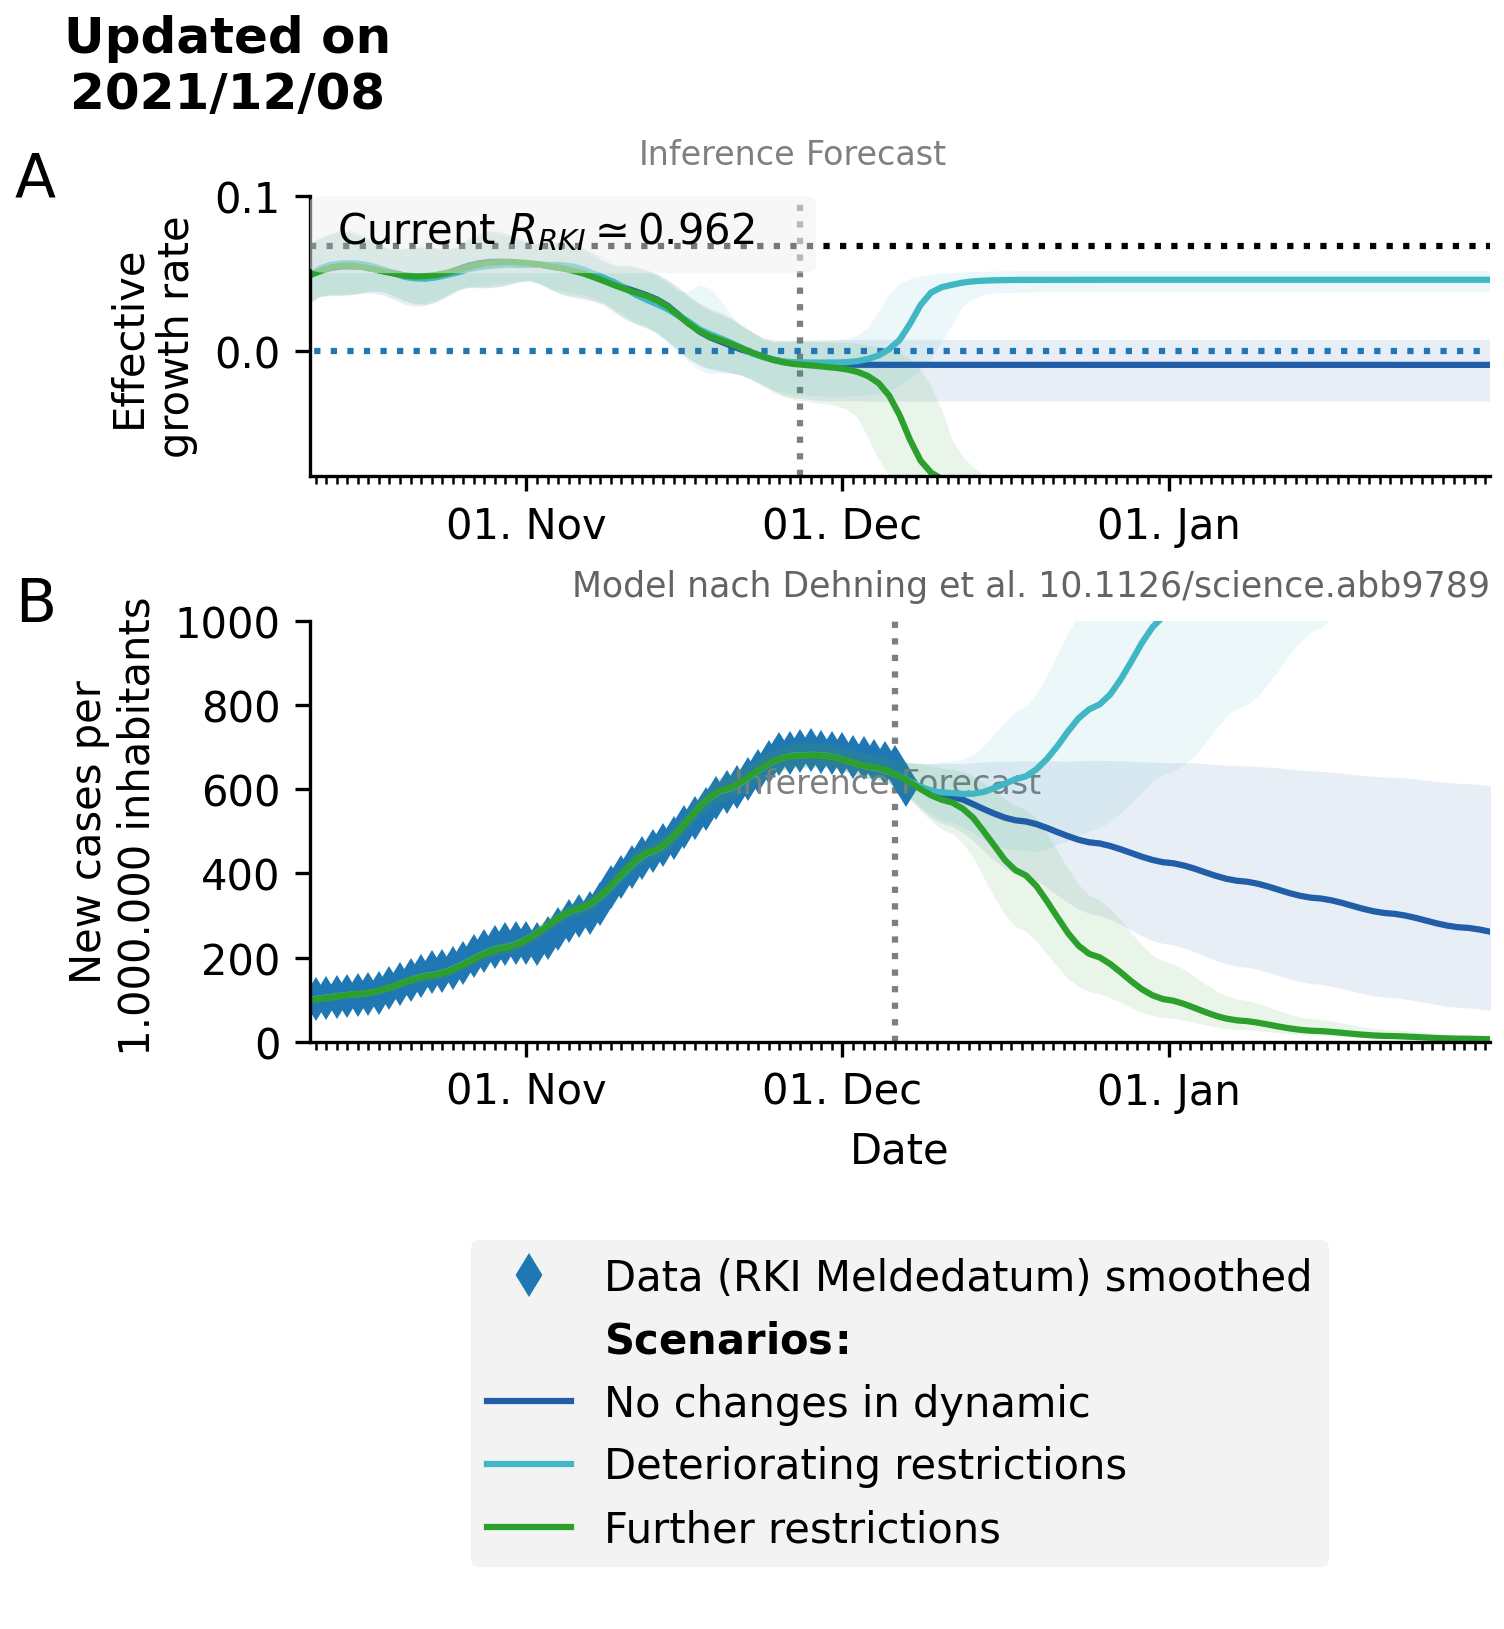 Updated on
2021/12/08
A
Inference Forecast
Effective
growth rate
0.1
0.0
Current R_RKI ≃ 0.962
01. Nov 01. Dec 01. Jan
Model nach Dehning et al. 10.1126/science.abb9789
B
New cases per
1.000.000 inhabitants
1000
800
600
400
200
0
Inference Forecast
01. Nov 01. Dec 01. Jan
Date
Data (RKI Meldedatum) smoothed
Scenarios:
No changes in dynamic
Deteriorating restrictions
Further restrictions